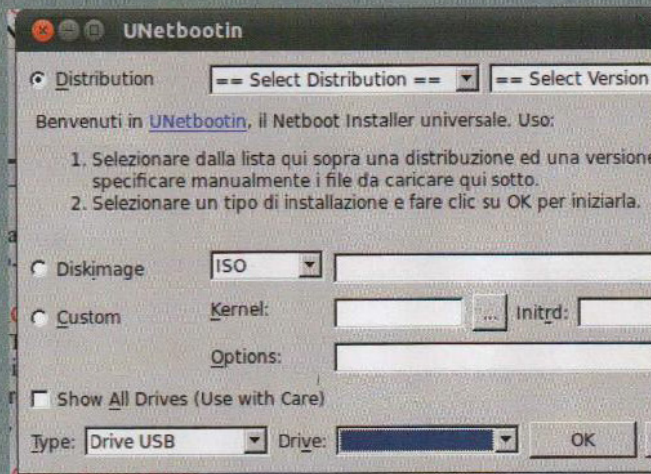 UNetbootin
Distribution == Select Distribution == == Select Version
Benvenuti in UNetbootin, il Netboot Installer universale. Uso:
1. Selezionare dalla lista qui sopra una distribuzione ed una versione
specificare manualmente i file da caricare qui sotto.
2. Selezionare un tipo di installazione e fare clic su OK per iniziarla.
Diskimage ISO
Custom Kernel: ... Initrd:
Options:
Show All Drives (Use with Care)
Type: Drive USB Drive: OK